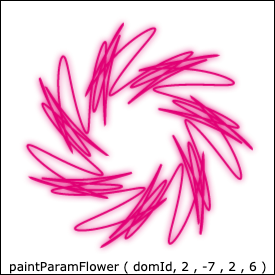 paintParamFlower ( domId, 2 , -7 , 2 , 6 )